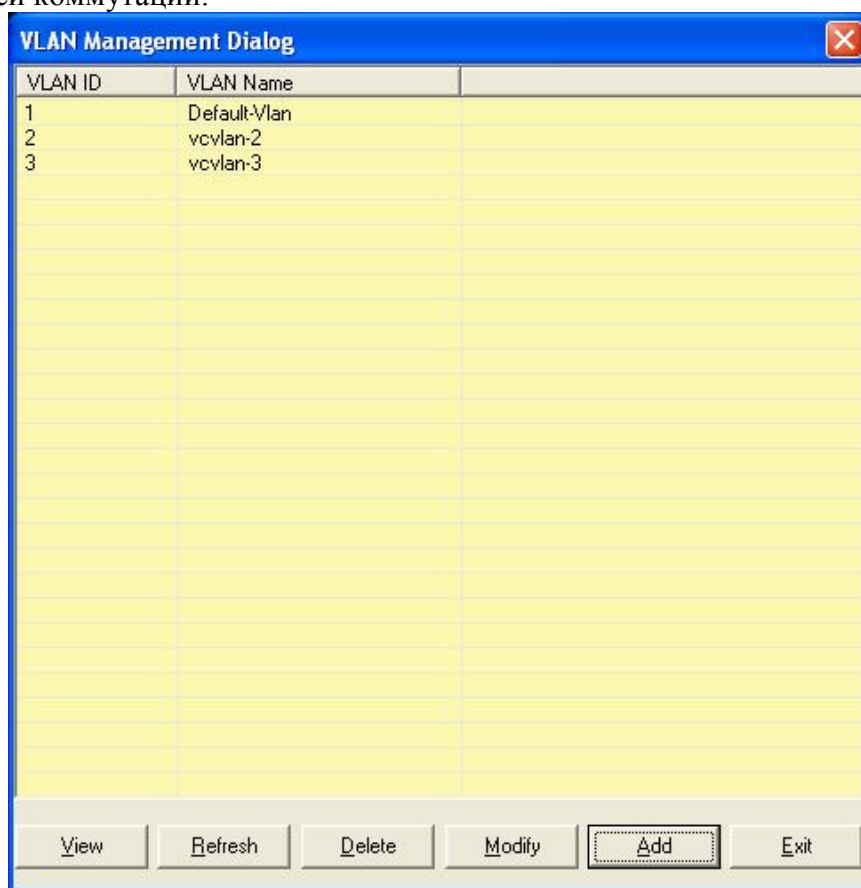 коммутации.
VLAN Management Dialog
VLAN ID VLAN Name
1 Default-Vlan
2 vcvlan-2
3 vcvlan-3
View Refresh Delete Modify Add Exit